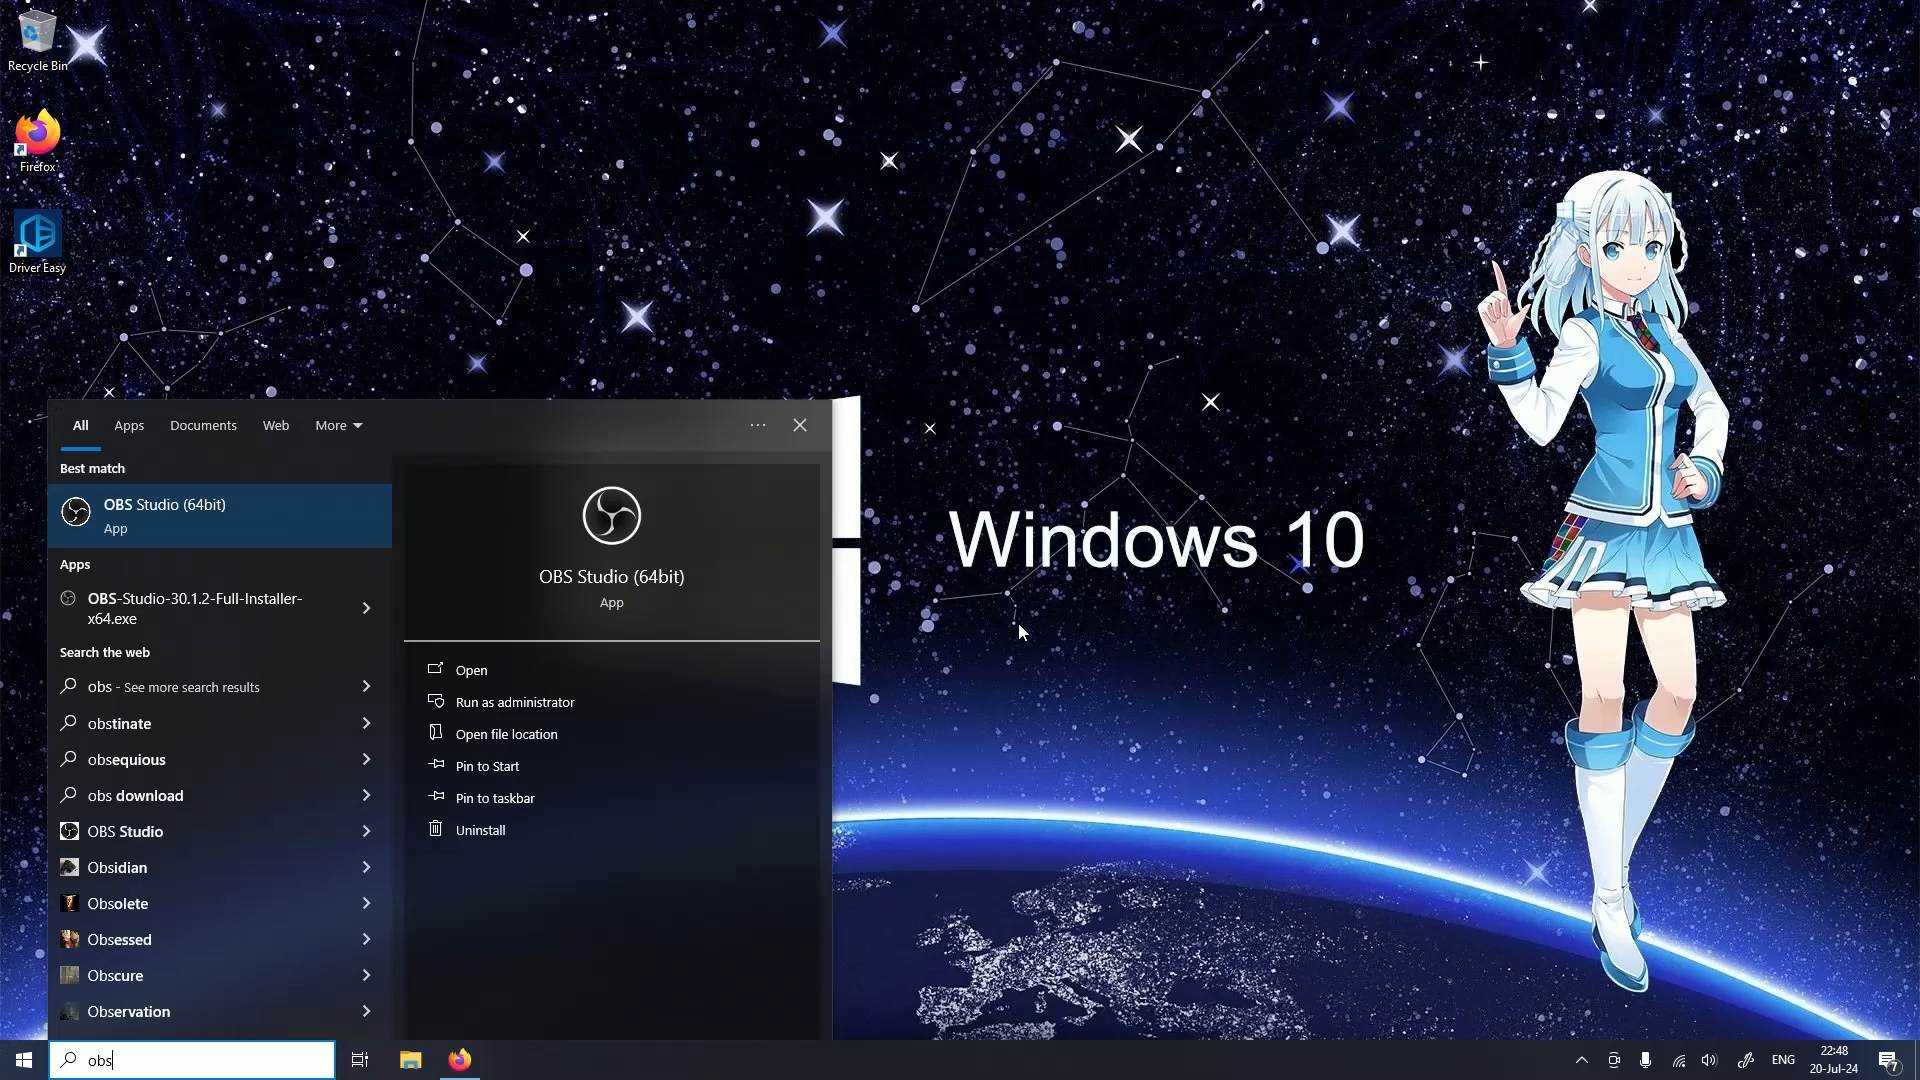 Recycle Bin
Firefox
Driver Easy
Windows 10
All Apps Documents Web More
Best match
OBS Studio (64bit)
App
Apps
OBS-Studio-30.1.2-Full-Installer-
x64.exe
Search the web
obs - See more search results
obstinate
obsequious
obs download
OBS Studio
Obsidian
Obsolete
Obsessed
Obscure
Observation
OBS Studio (64bit)
App
Open
Run as administrator
Open file location
Pin to Start
Pin to taskbar
Uninstall
obs
ENG
22:48
20-Jul-24
7